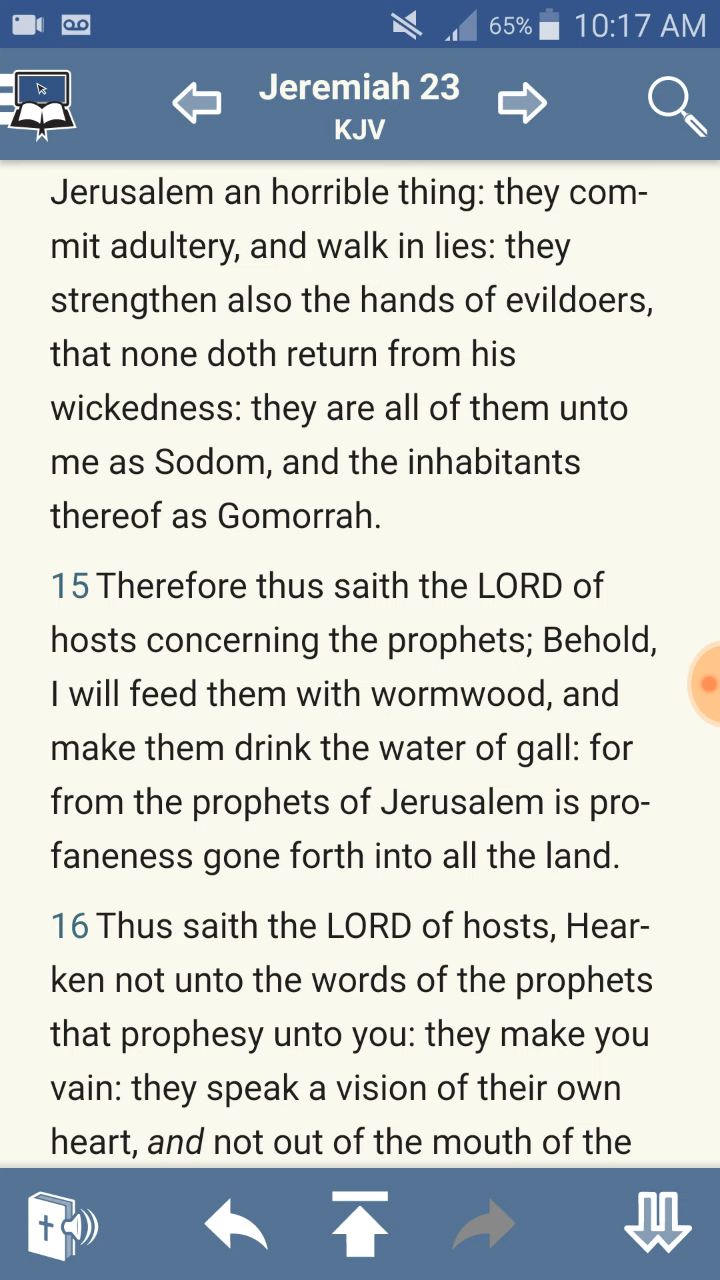 65% 10:17 AM
Jeremiah 23
KJV
Jerusalem an horrible thing: they com-
mit adultery, and walk in lies: they
strengthen also the hands of evildoers,
that none doth return from his
wickedness: they are all of them unto
me as Sodom, and the inhabitants
thereof as Gomorrah.
15 Therefore thus saith the LORD of
hosts concerning the prophets; Behold,
I will feed them with wormwood, and
make them drink the water of gall: for
from the prophets of Jerusalem is pro-
faneness gone forth into all the land.
16 Thus saith the LORD of hosts, Hear-
ken not unto the words of the prophets
that prophesy unto you: they make you
vain: they speak a vision of their own
heart, and not out of the mouth of the